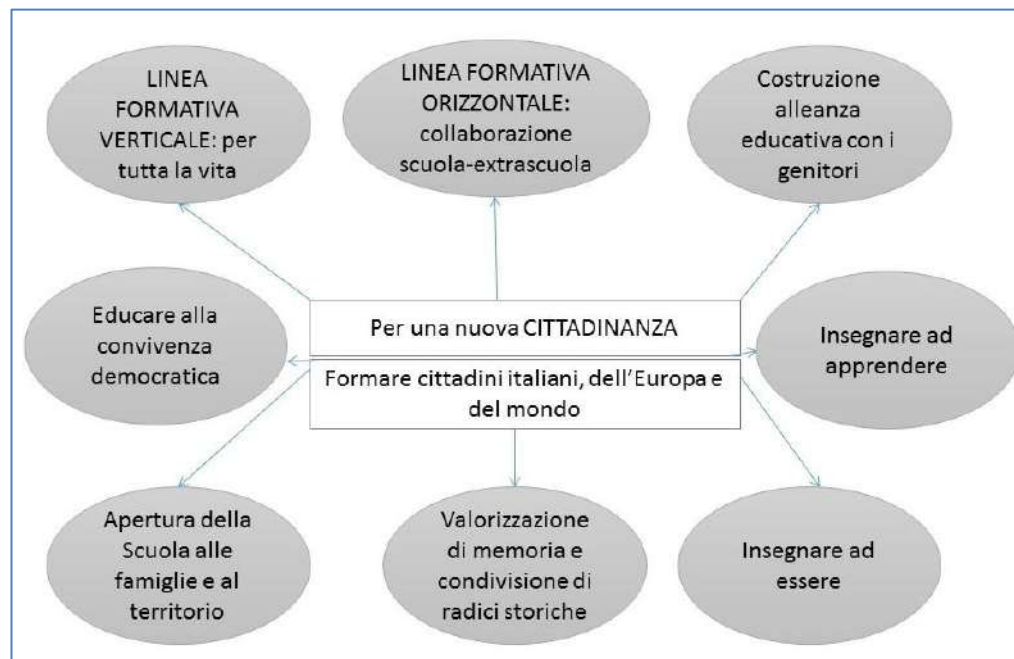 LINEA
FORMATIVA
VERTICALE: per
tutta la vita
LINEA FORMATIVA
ORIZZONTALE:
collaborazione
scuola-extrascuola
Costruzione
alleanza
educativa con i
genitori
Educare alla
convivenza
democratica
Per una nuova CITTADINANZA
Formare cittadini italiani, dell'Europa e
del mondo
Insegnare ad
apprendere
Apertura della
Scuola alle
famiglie e al
territorio
Valorizzazione
di memoria e
condivisione di
radici storiche
Insegnare ad
essere